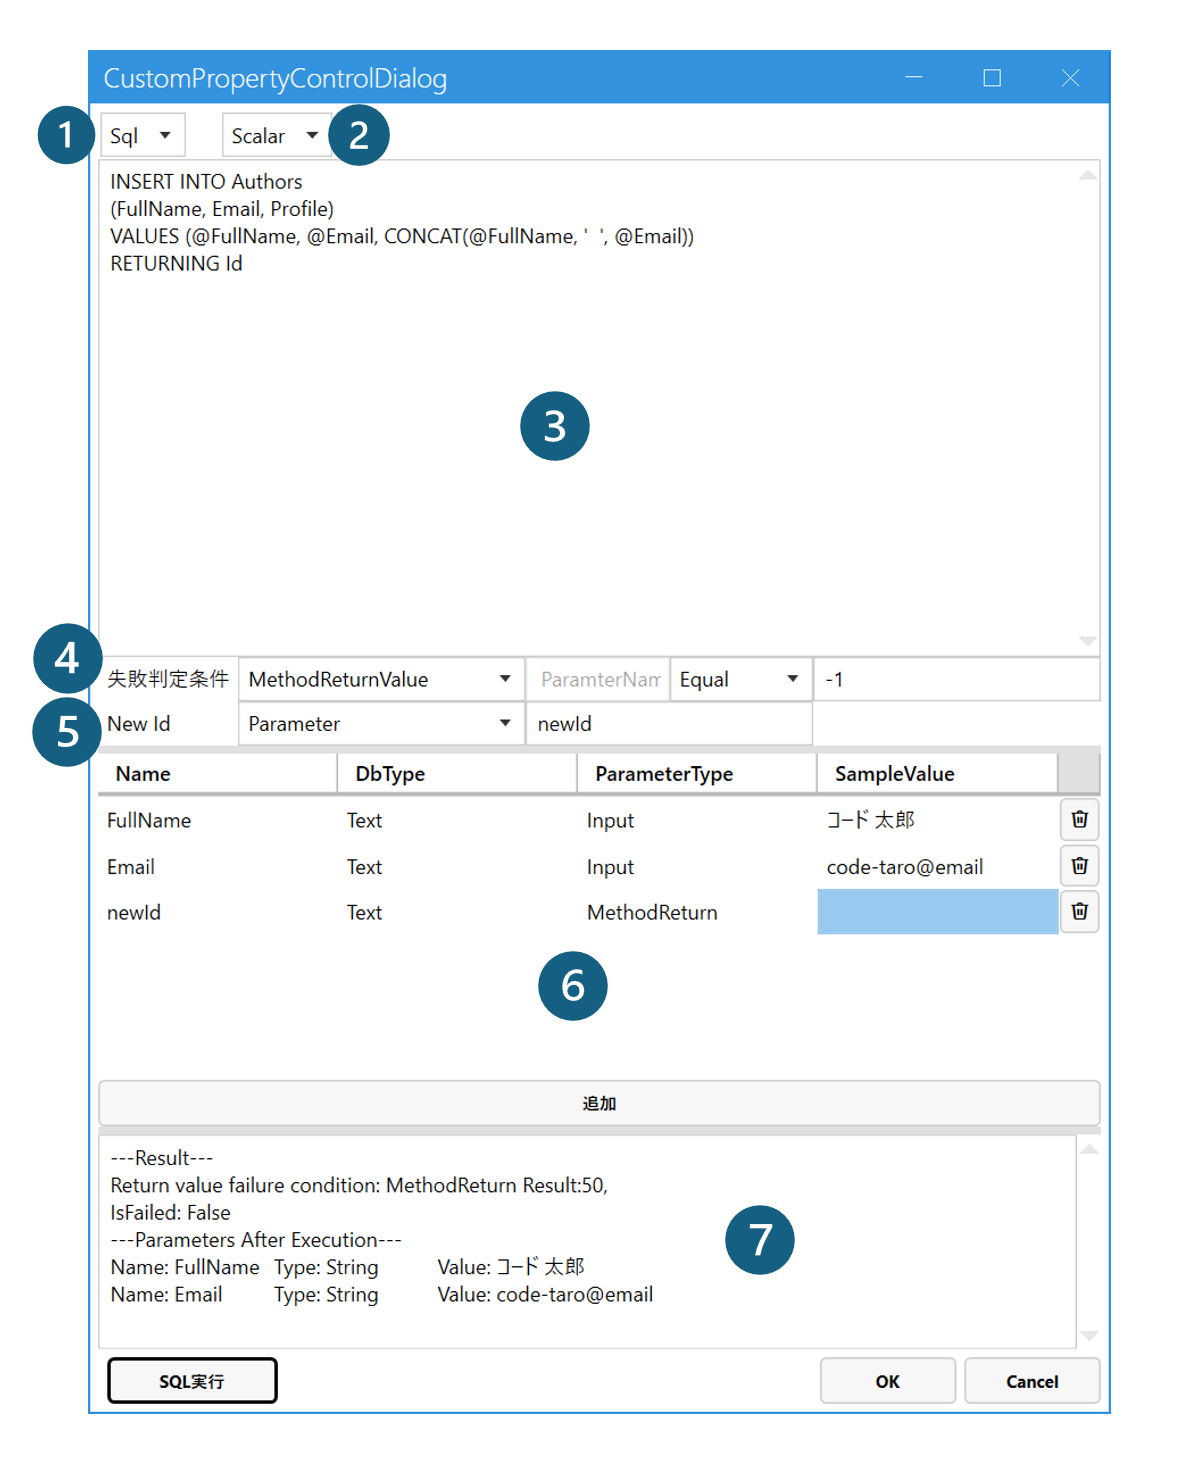 CustomPropertyControlDialog
1 Sql Scalar 2
INSERT INTO Authors
(FullName, Email, Profile)
VALUES (@FullName, @Email, CONCAT(@FullName, ' ', @Email))
RETURNING Id
3
4 失敗判定条件 MethodReturnValue ParamterNam Equal -1
5 New Id Parameter newId
Name DbType ParameterType SampleValue
FullName Text Input コード 太郎
Email Text Input code-taro@email
newId Text MethodReturn
6
追加
---Result---
Return value failure condition: MethodReturn Result:50,
IsFailed: False
---Parameters After Execution---
7
Name: FullName Type: String Value: コード 太郎
Name: Email Type: String Value: code-taro@email
SQL実行 OK Cancel